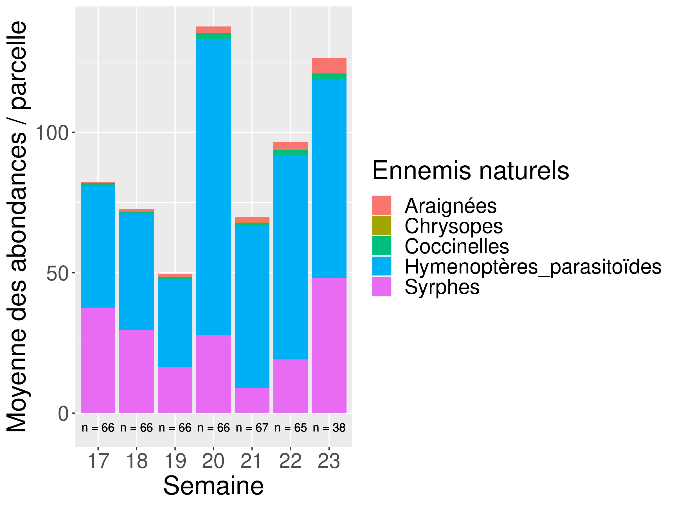 Moyenne des abondances / parcelle
100
50
0
n = 66 n = 66 n = 66 n = 66 n = 67 n = 65 n = 38
17 18 19 20 21 22 23
Semaine
Ennemis naturels
Araignées
Chrysopes
Coccinelles
Hymenoptères_parasitoïdes
Syrphes